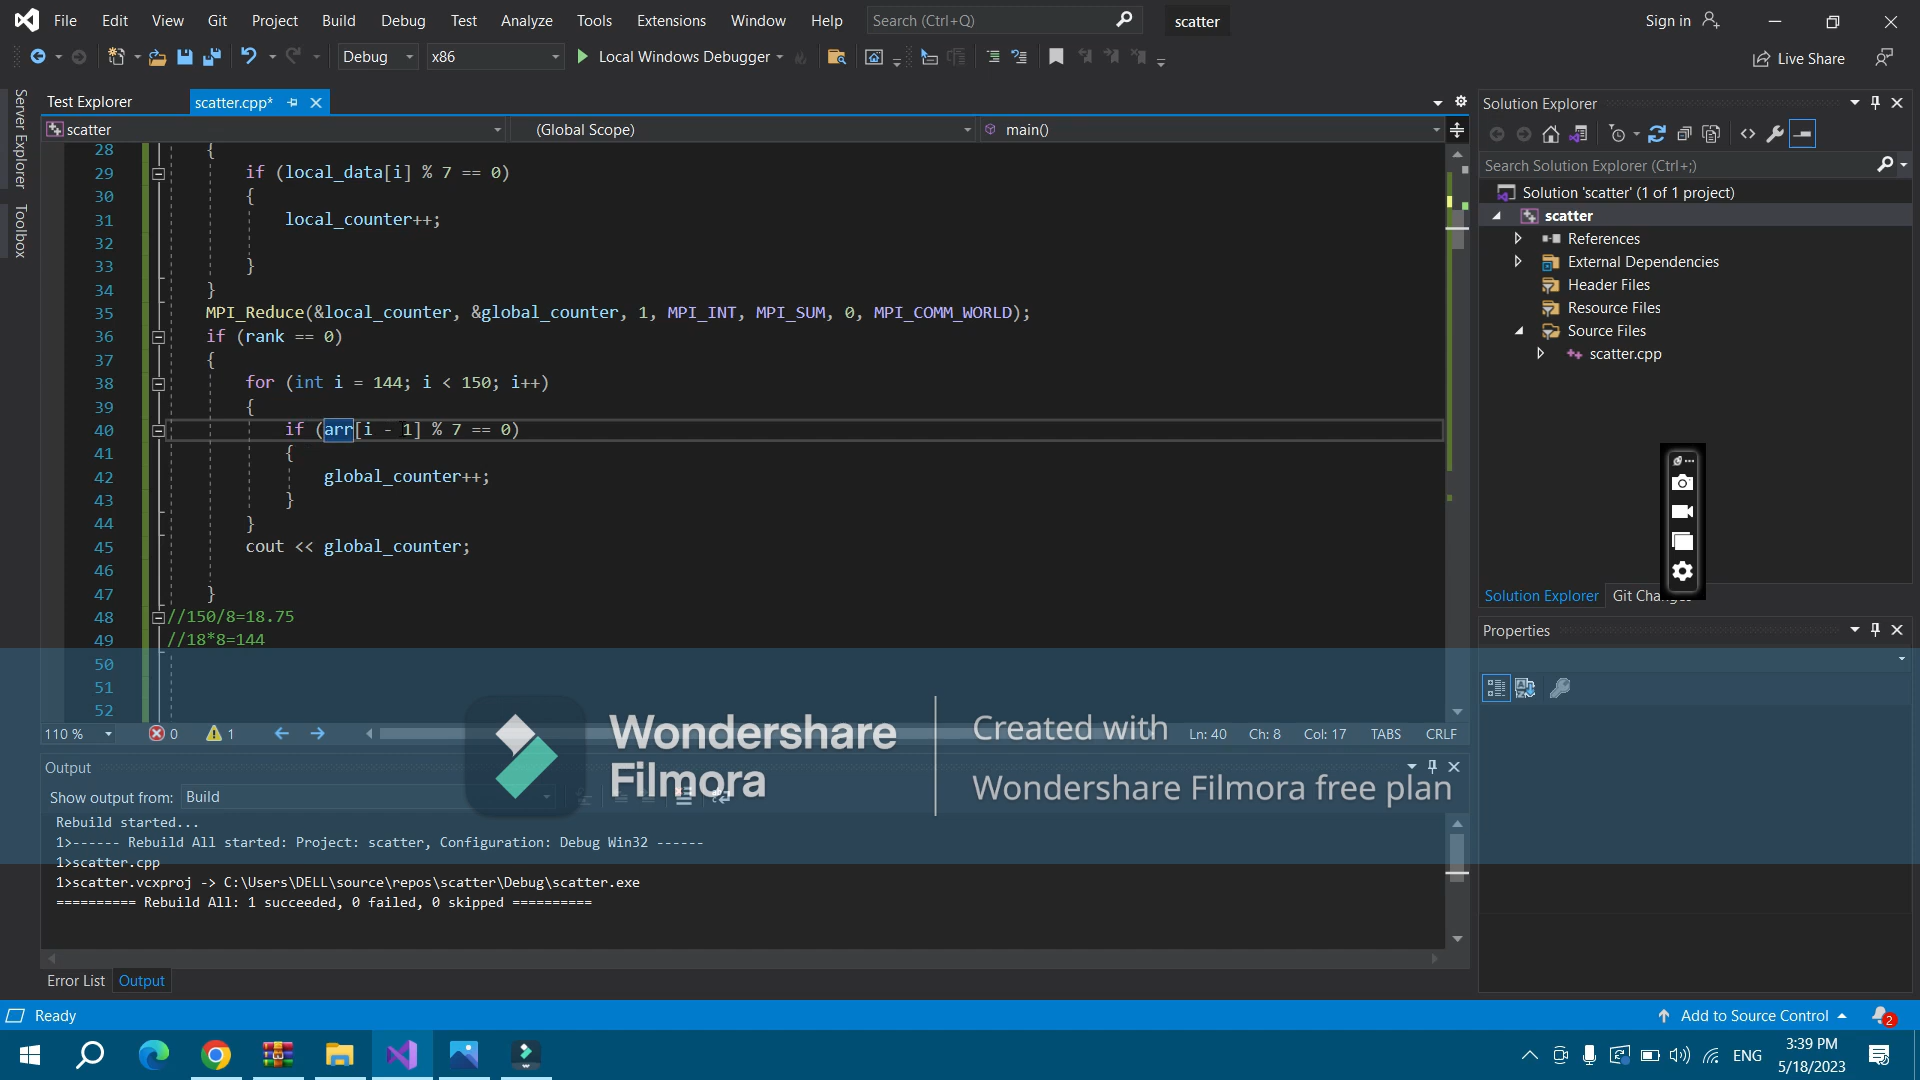 File Edit View Git Project Build Debug Test Analyze Tools Extensions Window Help Search (Ctrl+Q) scatter Sign in
Debug x86 Local Windows Debugger Live Share
Server Explorer
Toolbox
Test Explorer scatter.cpp*
scatter (Global Scope) main()
28 {
29 if (local_data[i] % 7 == 0)
30 {
31 local_counter++;
32
33 }
34 }
35 MPI_Reduce(&local_counter, &global_counter, 1, MPI_INT, MPI_SUM, 0, MPI_COMM_WORLD);
36 if (rank == 0)
37 {
38 for (int i = 144; i < 150; i++)
39 {
40 if (arr[i - 1] % 7 == 0)
41 {
42 global_counter++;
43 }
44 }
45 cout << global_counter;
46
47 }
48 //150/8=18.75
49 //18*8=144
50
51
52
110 % 0 1 Ln: 40 Ch: 8 Col: 17 TABS CRLF
Output
Show output from: Build
Rebuild started...
1>------ Rebuild All started: Project: scatter, Configuration: Debug Win32 ------
1>scatter.cpp
1>scatter.vcxproj -> C:\Users\DELL\source\repos\scatter\Debug\scatter.exe
========== Rebuild All: 1 succeeded, 0 failed, 0 skipped ==========
Error List Output
Solution Explorer
Search Solution Explorer (Ctrl+;)
Solution 'scatter' (1 of 1 project)
scatter
References
External Dependencies
Header Files
Resource Files
Source Files
scatter.cpp
Solution Explorer Git Changes
Properties
Wondershare
Filmora
Created with
Wondershare Filmora free plan
Ready Add to Source Control 2
ENG
3:39 PM
5/18/2023